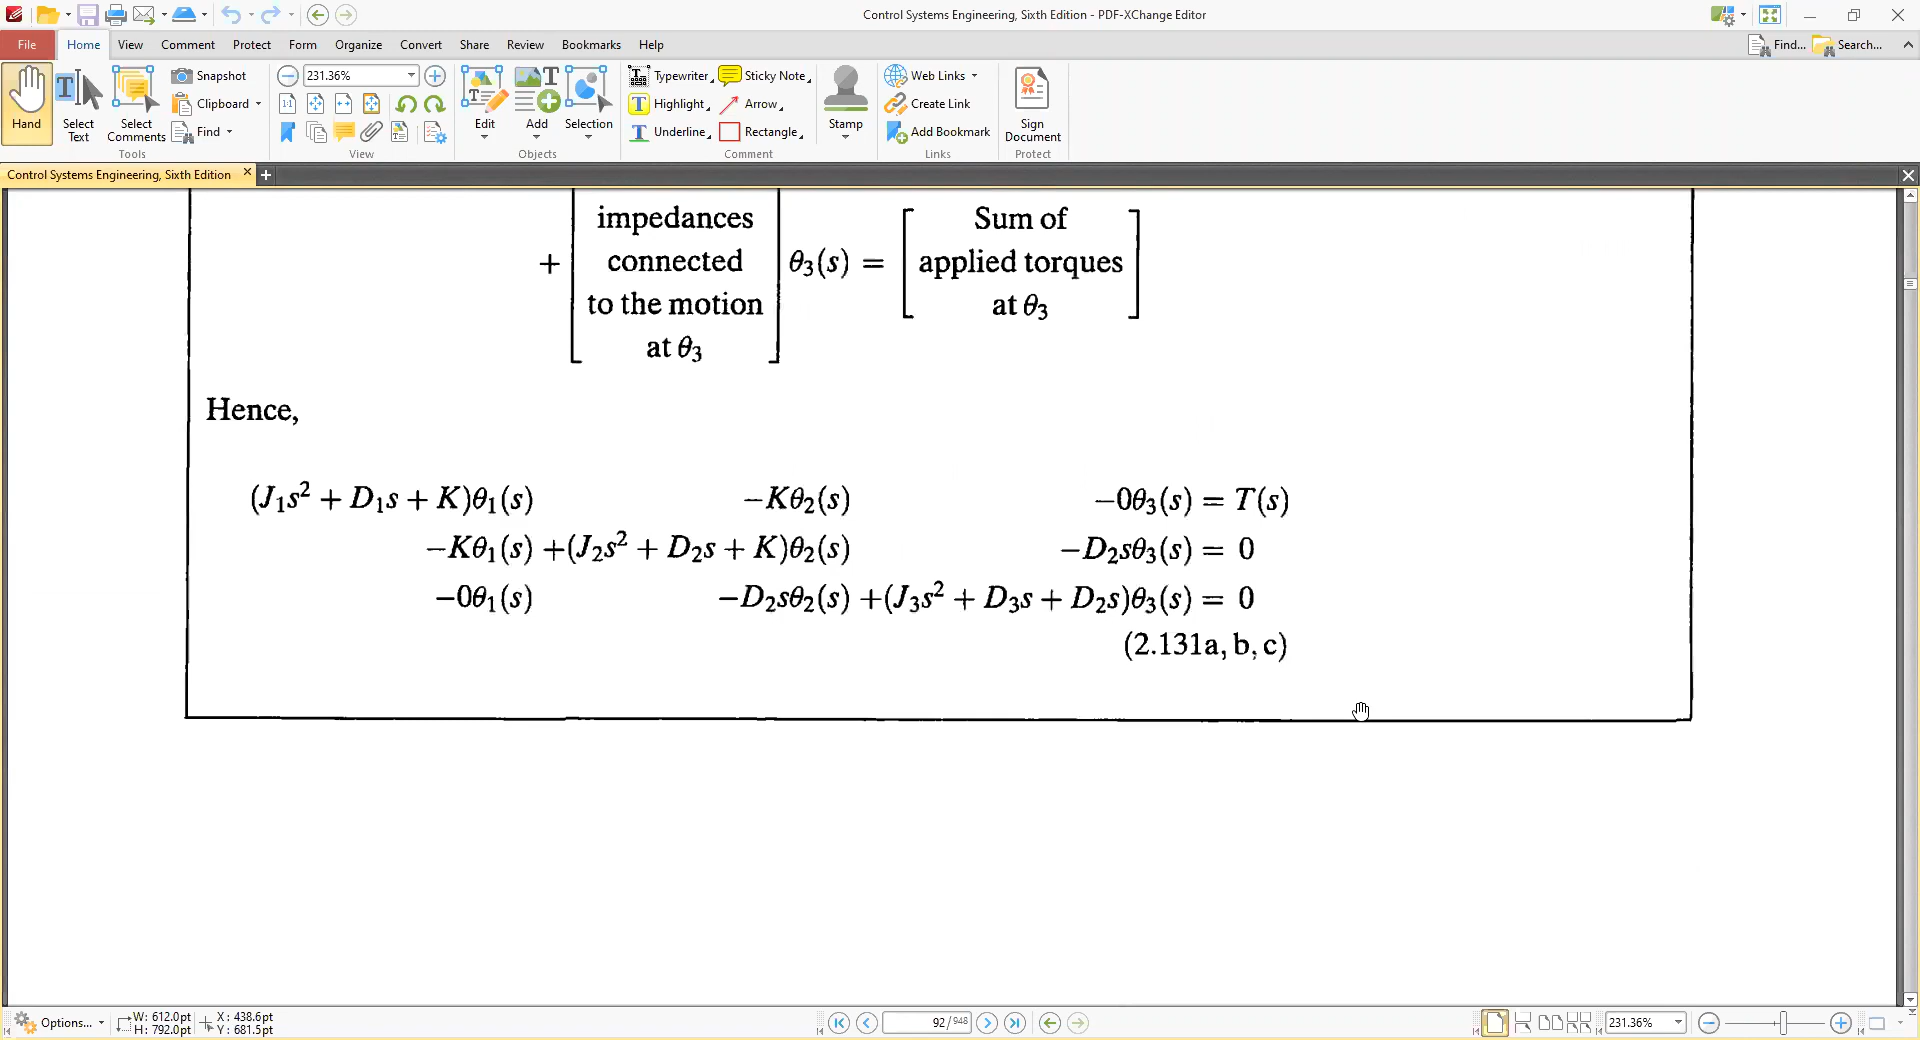 Control Systems Engineering, Sixth Edition - PDF-XChange Editor
File Home View Comment Protect Form Organize Convert Share Review Bookmarks Help Find... Search...
Hand
Select Text
Select Comments
Snapshot
Clipboard
Find
Tools
231.36%
1:1
View
Edit
Add
Selection
Objects
Typewriter
Sticky Note
Highlight
Arrow
Underline
Rectangle
Stamp
Comment
Web Links
Create Link
Add Bookmark
Links
Sign Document
Protect
Control Systems Engineering, Sixth Edition
impedances
connected
to the motion
at θ₃
+ [ ] θ₃(s) =
Sum of
applied torques
at θ₃
Hence,
(J₁s² + D₁s + K)θ₁(s) −Kθ₂(s) −0θ₃(s) = T(s)
−Kθ₁(s) +(J₂s² + D₂s + K)θ₂(s) −D₂sθ₃(s) = 0
−0θ₁(s) −D₂sθ₂(s) +(J₃s² + D₃s + D₂s)θ₃(s) = 0
(2.131a, b, c)
Options...
W: 612.0pt
H: 792.0pt
X: 438.6pt
Y: 681.5pt
92/948
231.36%